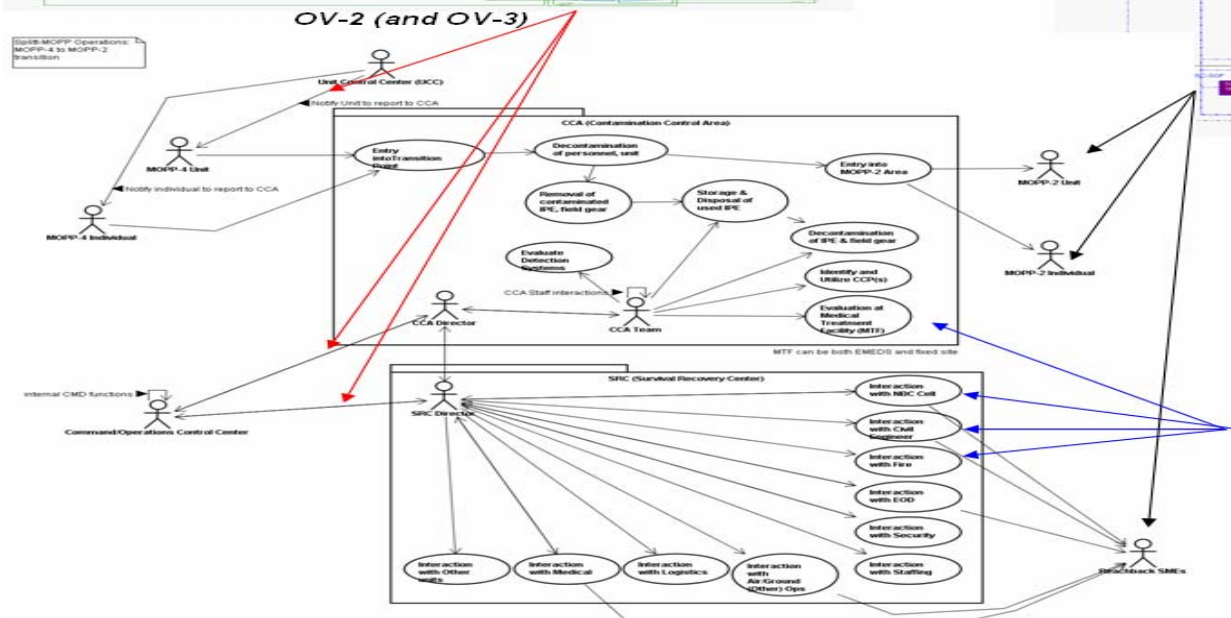 OV-2 (and OV-3)
Split-MOPP Operations:
MOPP-4 to MOPP-2
transition
Unit Control Center (UCC)
Notify Unit to report to CCA
MOPP-4 Unit
Notify individual to report to CCA
MOPP-4 Individual
CCA (Contamination Control Area)
Entry
intoTransition
Point
Decontamination
of personnel, unit
Entry into
MOPP-2 Area
MOPP-2 Unit
Removal of
contaminated
IPE, field gear
Storage &
Disposal of
used IPE
Decontamination
of IPE & field gear
MOPP-2 Individual
Evaluate
Detection
Systems
Identify and
Utilize CCP(s)
CCA Staff interactions
CCA Director
CCA Team
Evaluation at
Medical
Treatment
Facility (MTF)
MTF can be both EMEDS and fixed site
SRC (Survival Recovery Center)
Internal CMD functions
Command/Operations Control Center
SRC Director
Interaction
with NBC Cell
Interaction
with Civil
Engineer
Interaction
with Fire
Interaction
with EOD
Interaction
with Security
Interaction
with Staffing
Interaction
with Other
units
Interaction
with Medical
Interaction
with Logistics
Interaction
with
Air/Ground
(Other) Ops
Reachback SMEs